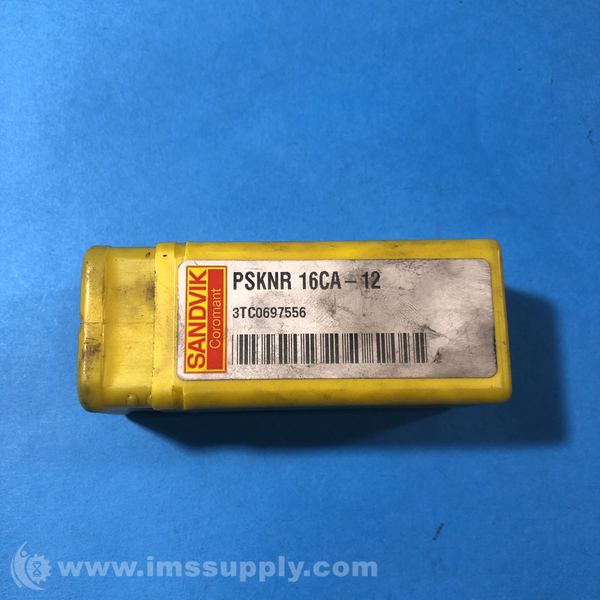 SANDVIK
Coromant
PSKNR 16CA-12
3TC0697556
www.imssupply.com